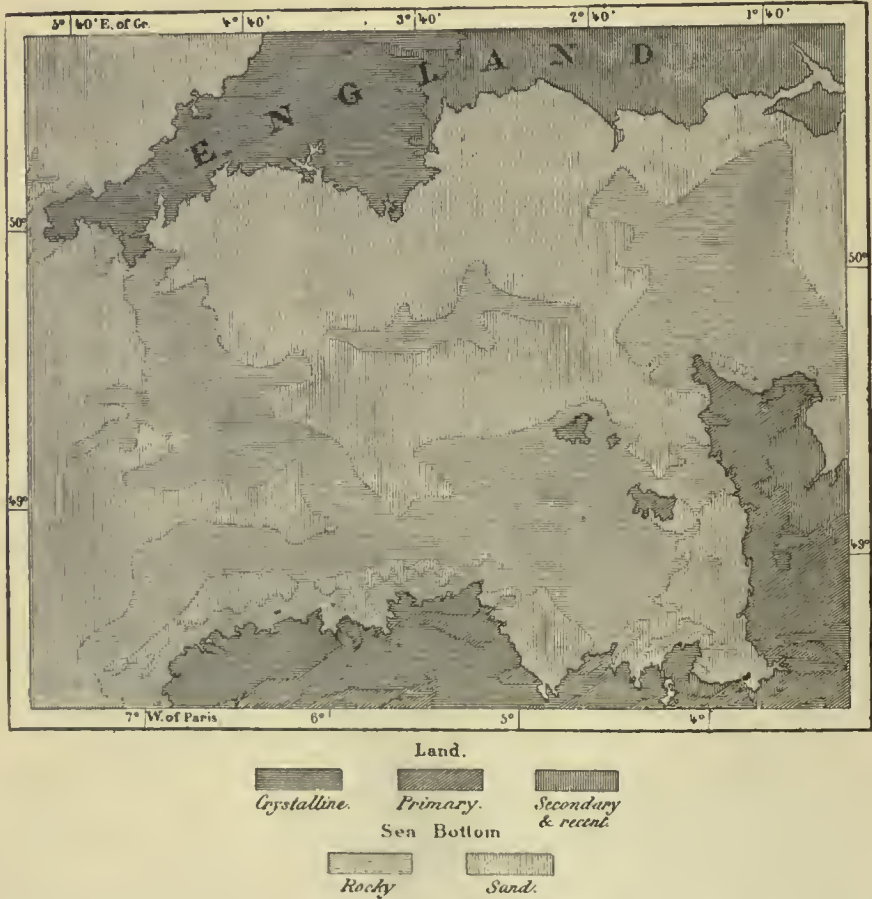 5° 40' E. of Gr. 4° 40' 3° 40' 2° 40' 1° 40'
ENGLAND
50° 50°
49° 49°
7° W. of Paris 6° 5° 4°
Land.
Crystalline. Primary. Secondary
& recent.
Sea Bottom
Rocky Sand.